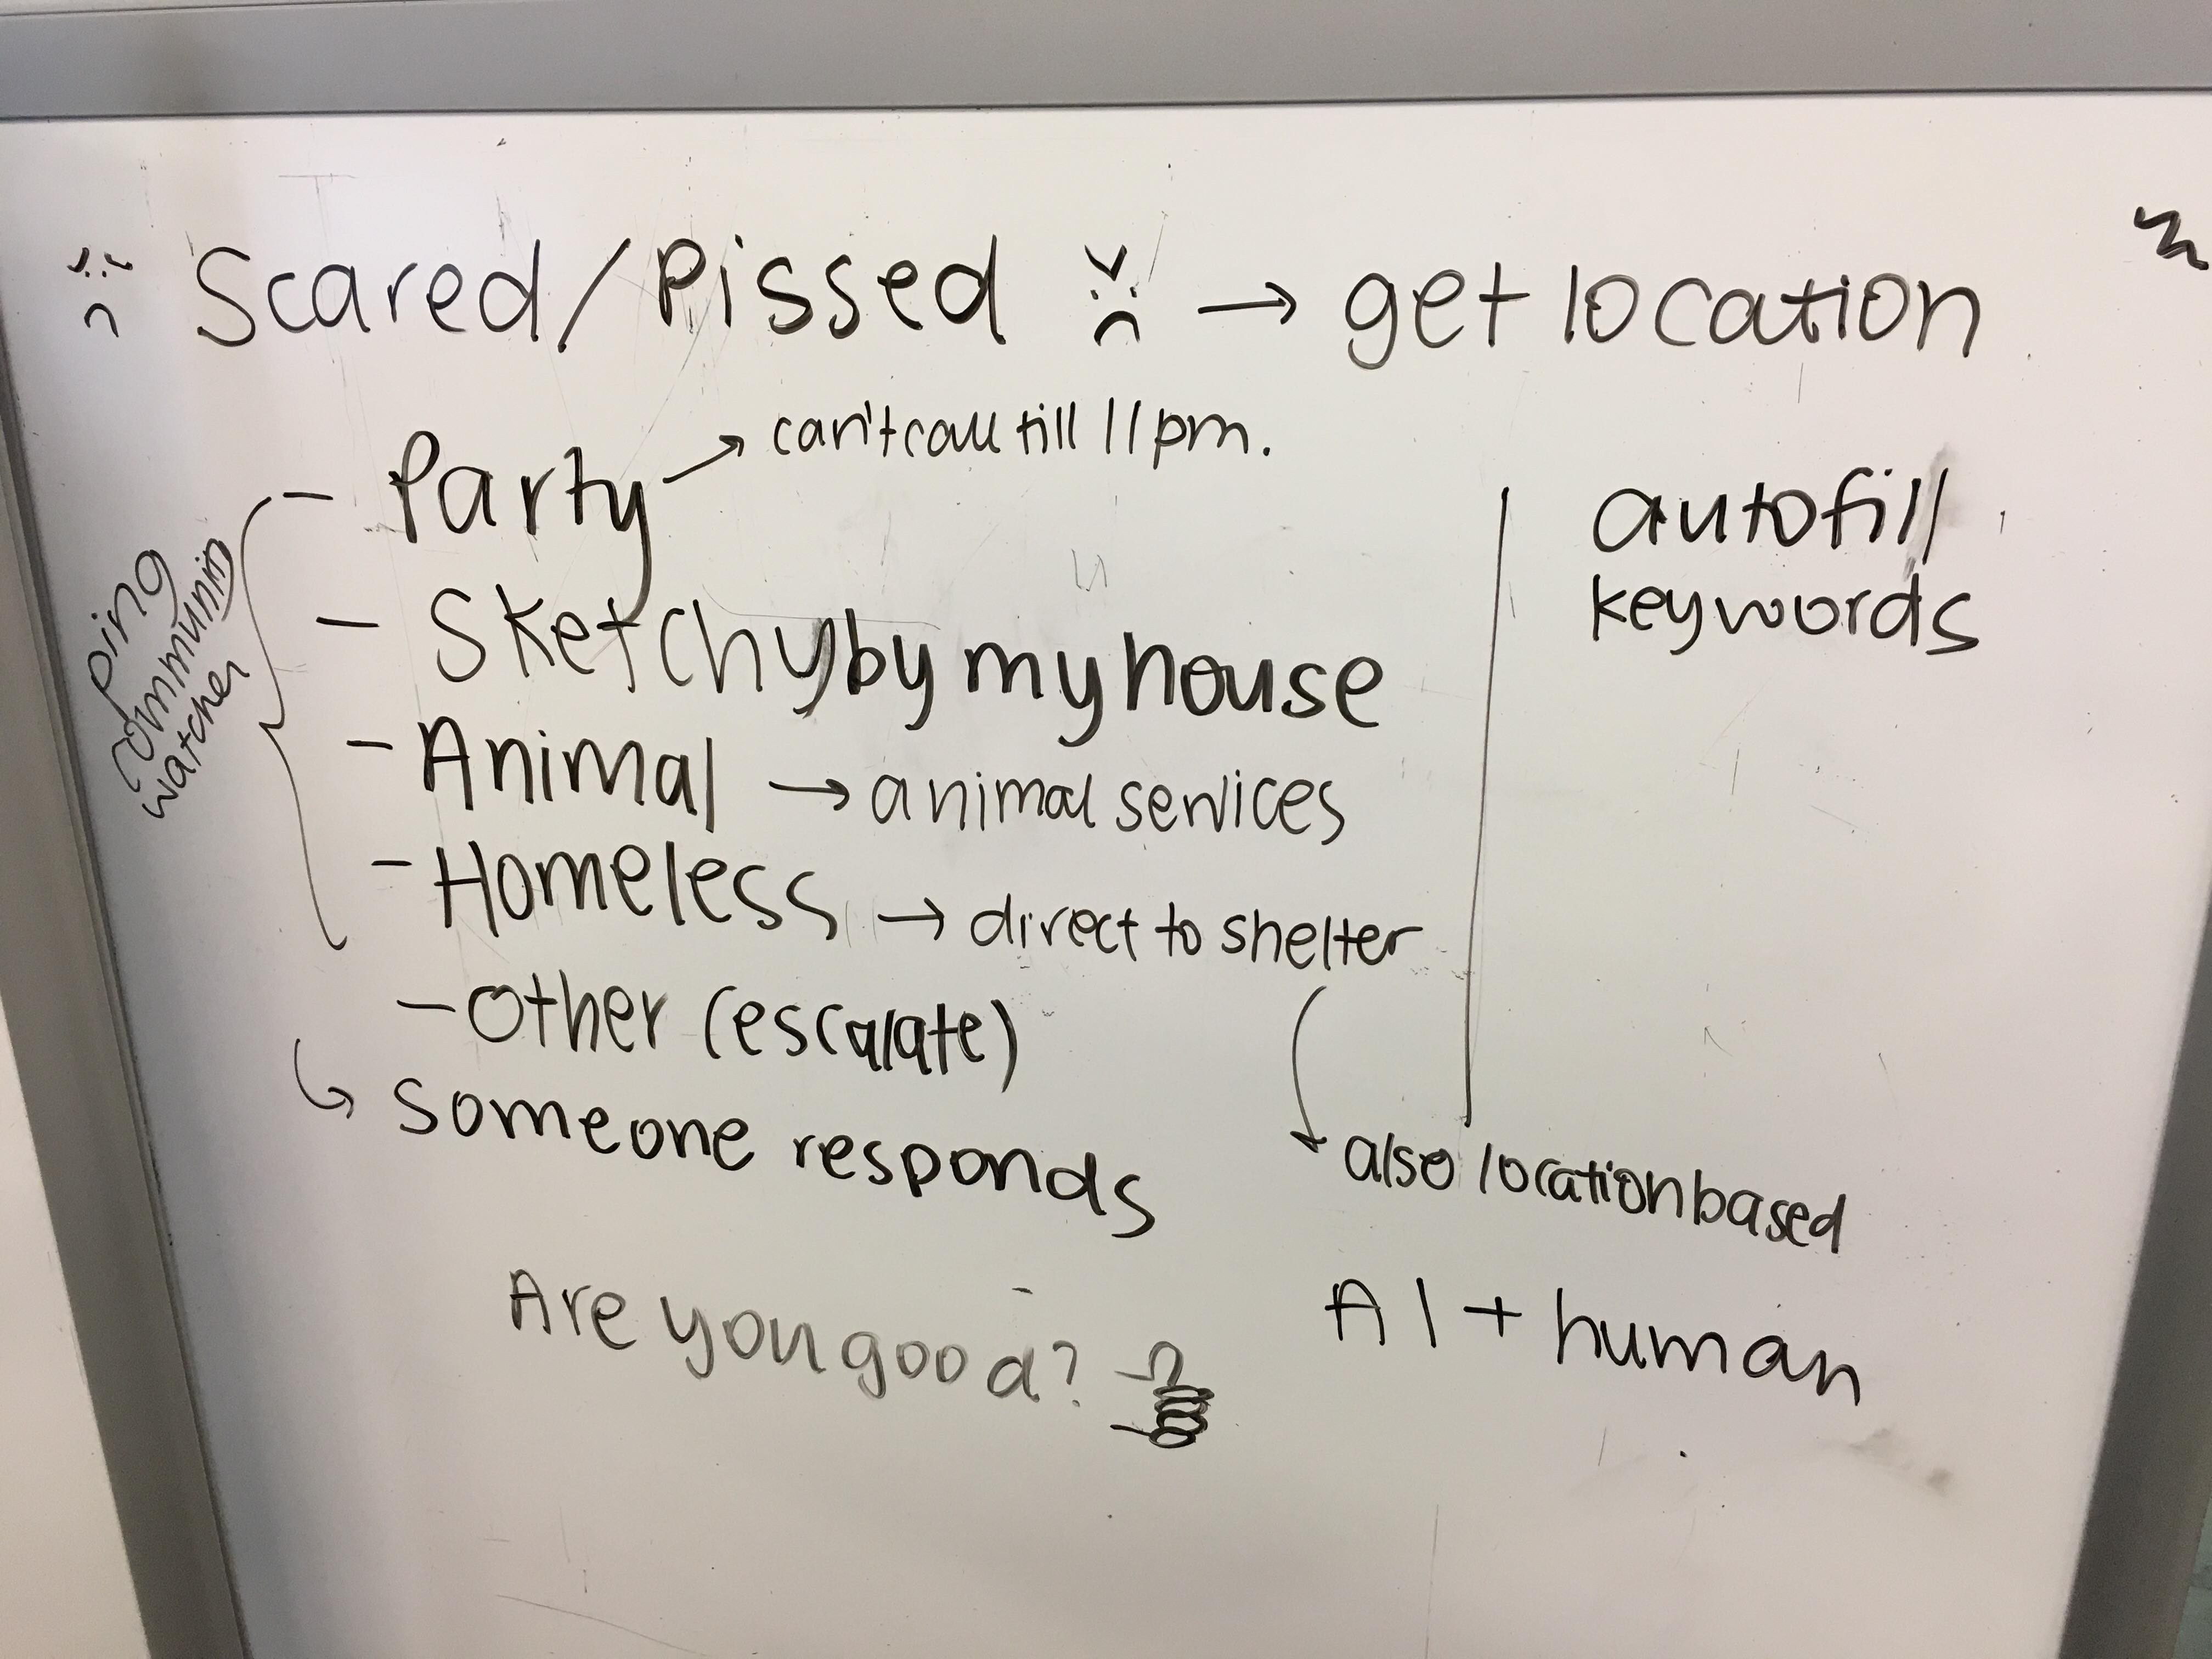 Scared/Pissed → get location
- Party → can't call till 11pm.
- Sketchy by my house
- Animal → animal services
- Homeless → direct to shelter
- Other (escalate)
someone responds
Are you good?
ping
community
watcher
autofill
keywords
also location based
AI + human